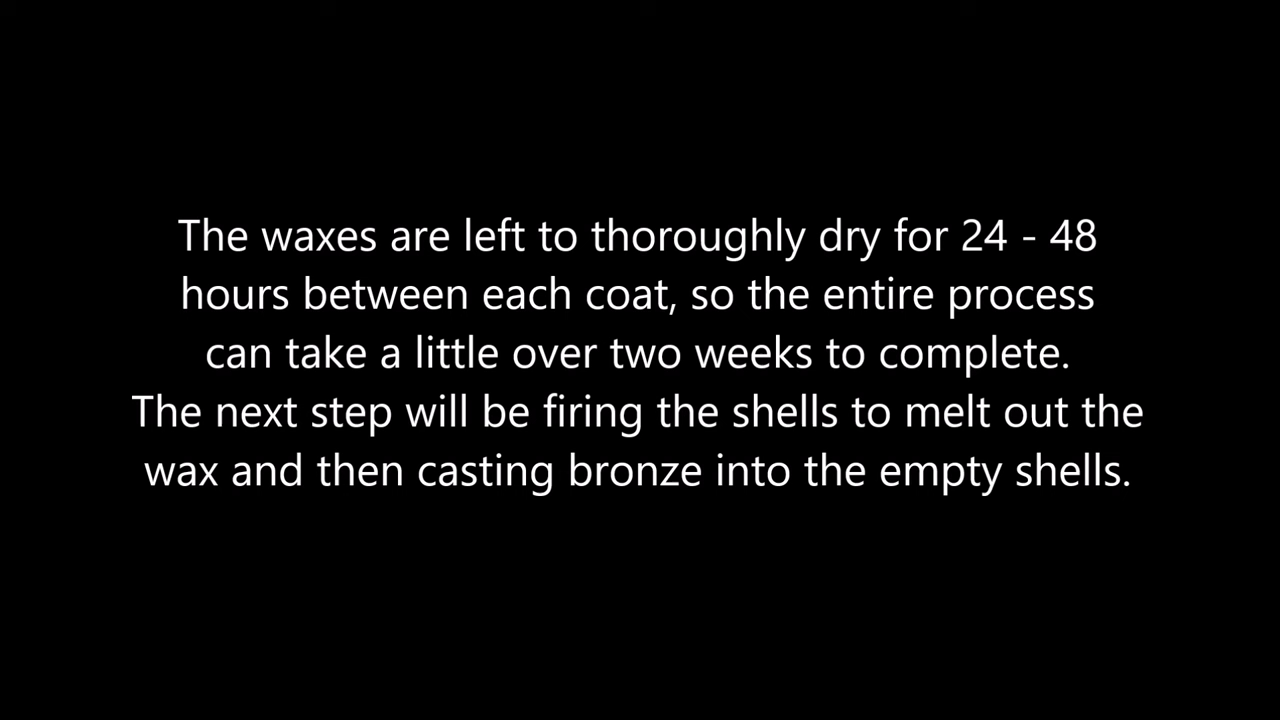 The waxes are left to thoroughly dry for 24 - 48
hours between each coat, so the entire process
can take a little over two weeks to complete.
The next step will be firing the shells to melt out the
wax and then casting bronze into the empty shells.